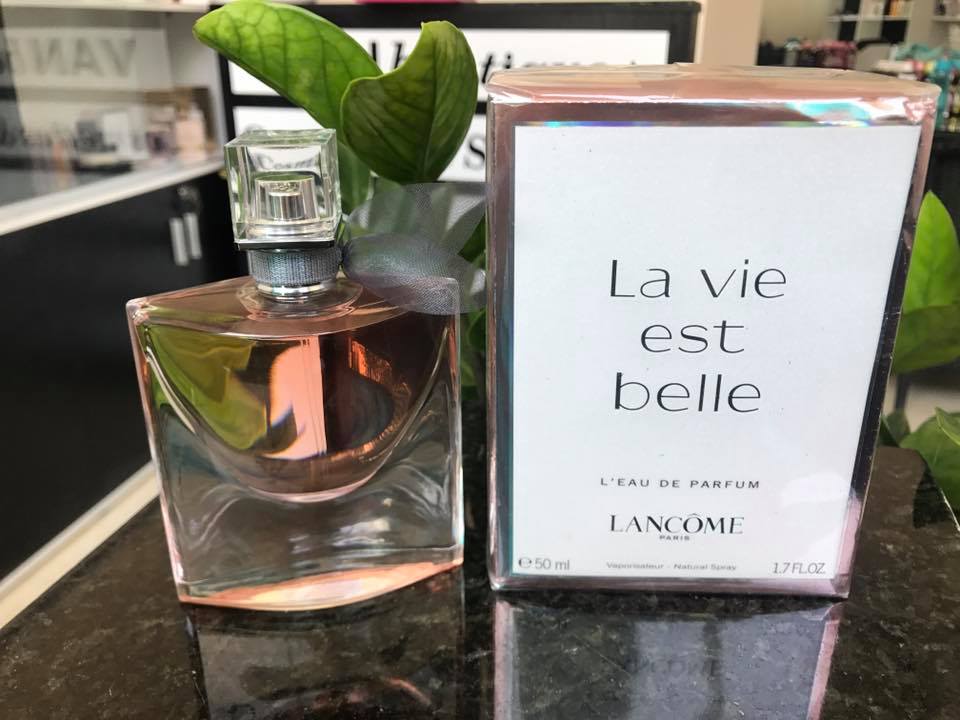 La vie
est
belle
L'EAU DE PARFUM
LANCÔME
PARIS
℮ 50 ml Vaporisateur - Natural Spray 1.7 FL.OZ.